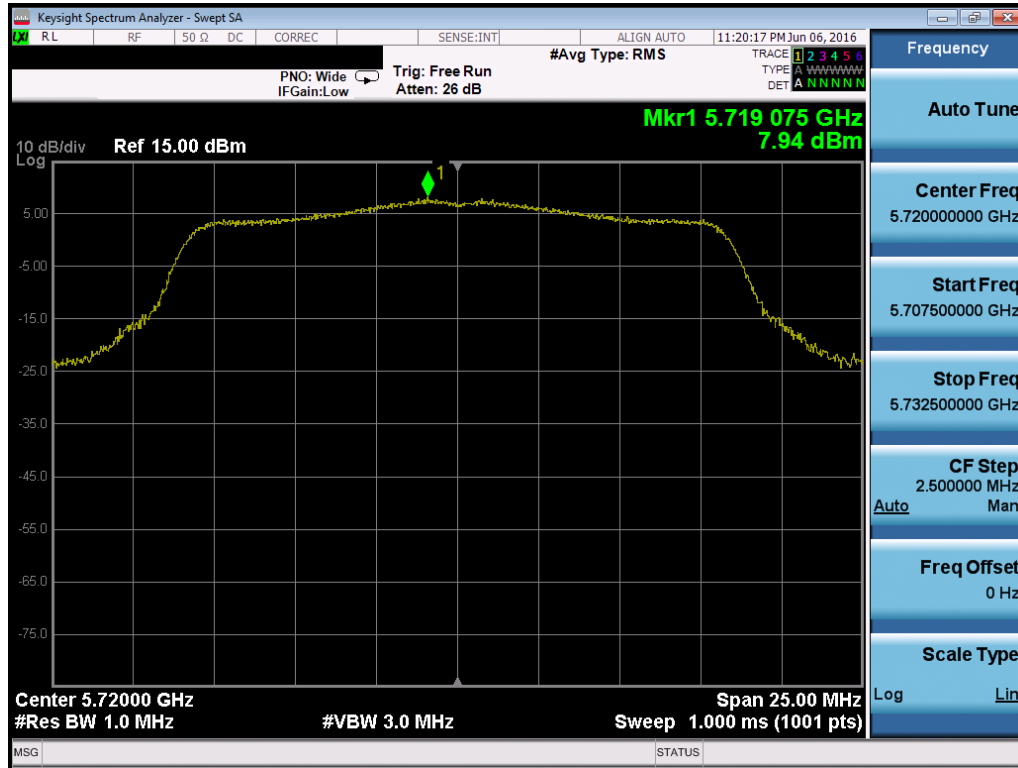 Keysight Spectrum Analyzer - Swept SA
LXI RL RF 50 Ω DC CORREC SENSE:INT ALIGN AUTO 11:20:17 PM Jun 06, 2016
#Avg Type: RMS
TRACE 1 2 3 4 5 6
TYPE A WWWWW
DET A N N N N N
PNO: Wide
IFGain:Low
Trig: Free Run
Atten: 26 dB
Mkr1 5.719 075 GHz
7.94 dBm
10 dB/div Ref 15.00 dBm
Log
1
5.00
-5.00
-15.0
-25.0
-35.0
-45.0
-55.0
-65.0
-75.0
Center 5.72000 GHz Span 25.00 MHz
#Res BW 1.0 MHz #VBW 3.0 MHz Sweep 1.000 ms (1001 pts)
MSG STATUS
Frequency
Auto Tune
Center Freq
5.720000000 GHz
Start Freq
5.707500000 GHz
Stop Freq
5.732500000 GHz
CF Step
2.500000 MHz
Auto Man
Freq Offset
0 Hz
Scale Type
Log Lin